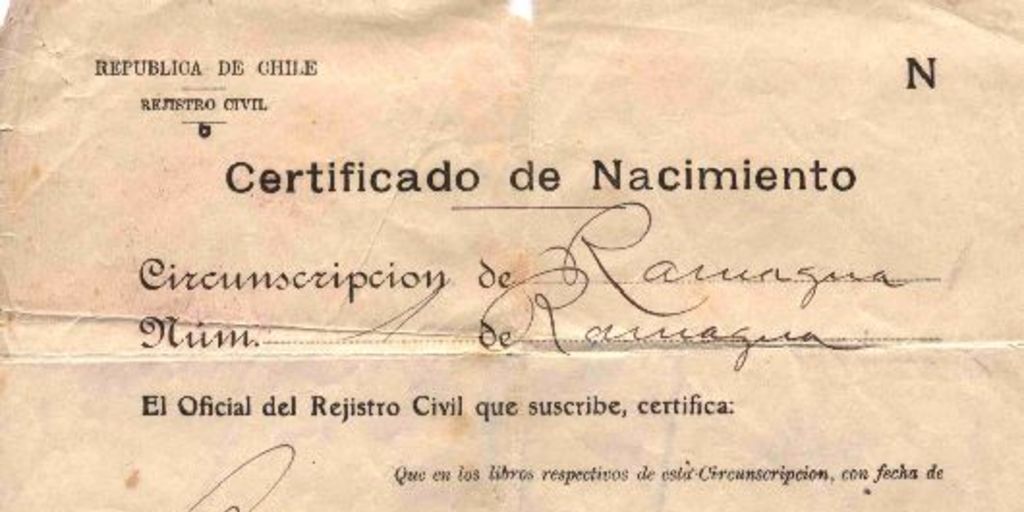 REPUBLICA DE CHILE
REJISTRO CIVIL
N
Certificado de Nacimiento
Circunscripcion de Rancagua
Núm. 1 de Rancagua
El Oficial del Rejistro Civil que suscribe, certifica:
Que en los libros respectivos de esta Circunscripcion, con fecha de